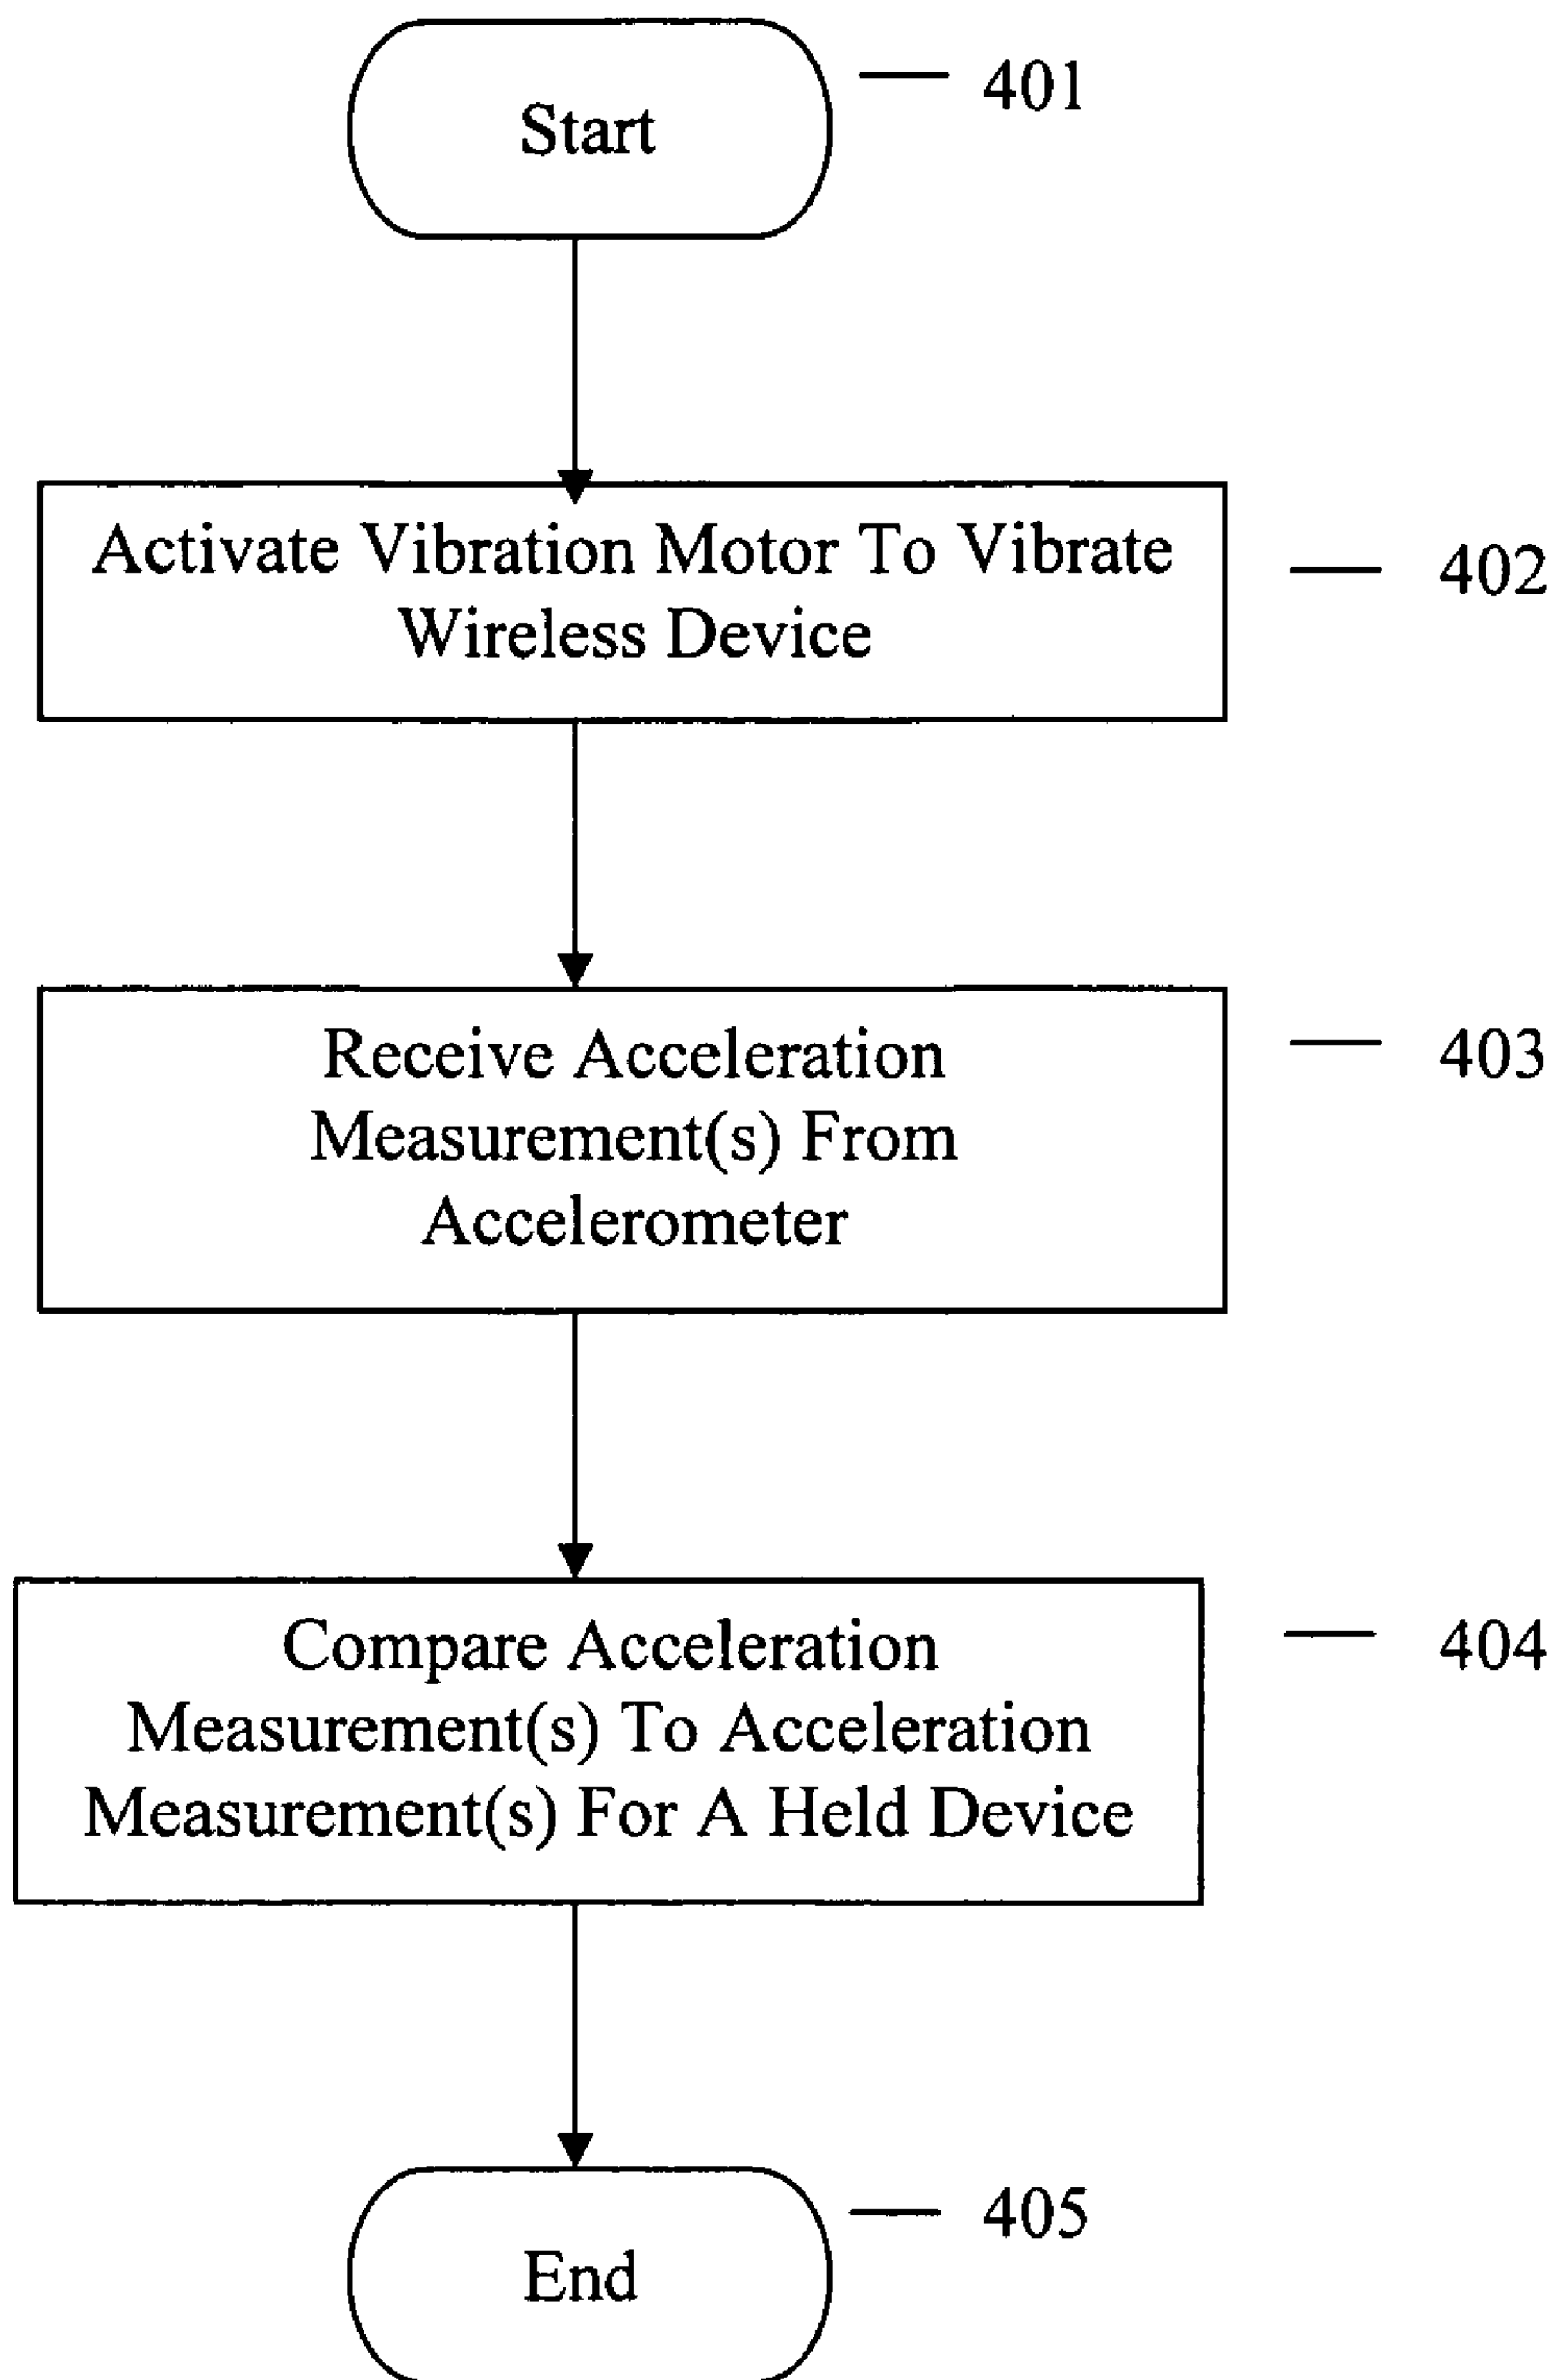 Start
401
Activate Vibration Motor To Vibrate
Wireless Device
402
Receive Acceleration
Measurement(s) From
Accelerometer
403
Compare Acceleration
Measurement(s) To Acceleration
Measurement(s) For A Held Device
404
End
405